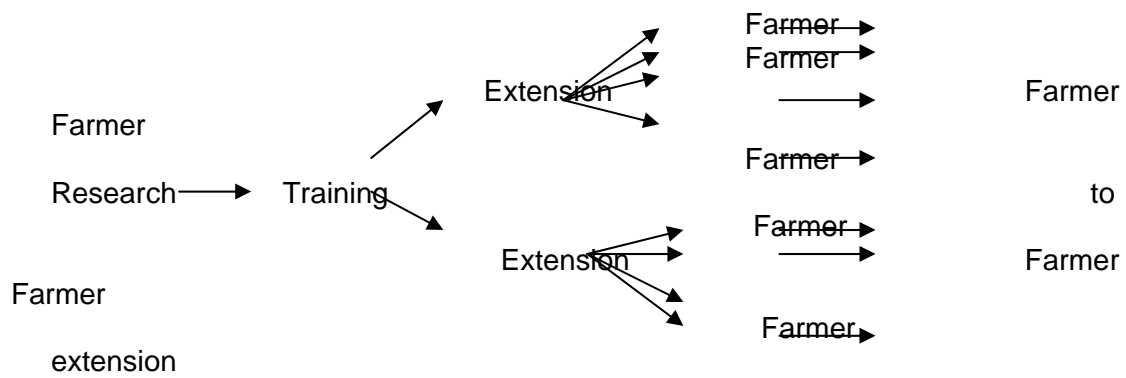 Farmer
Farmer
Extension Farmer
Farmer
Farmer
Research Training to
Farmer
Extension Farmer
Farmer
Farmer
extension